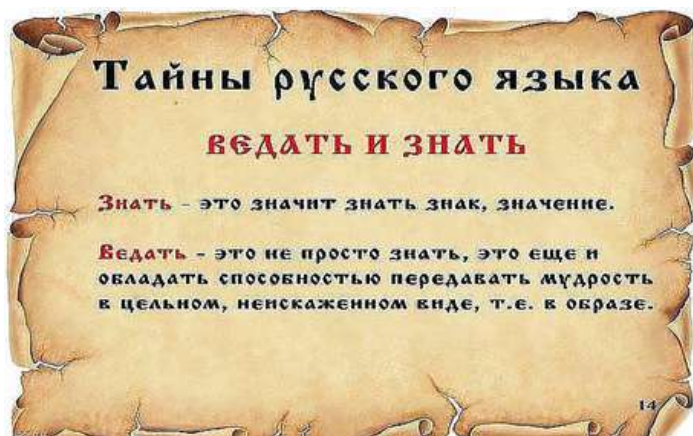 Тайны русского языка
ВЕДАТЬ И ЗНАТЬ
Знать - это значит знать знак, значение.
Ведать - это не просто знать, это еще и
обладать способностью передавать мудрость
в цельном, неискаженном виде, т.е. в образе.
14